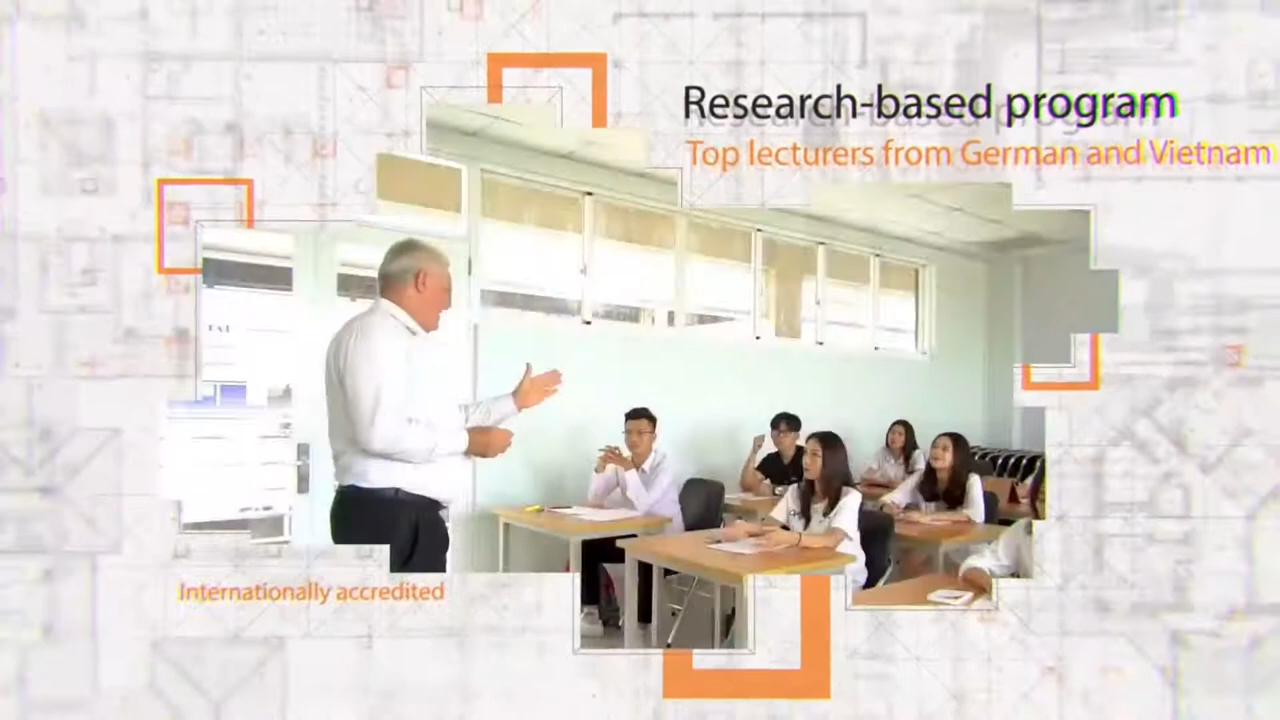 Research-based program
Top lecturers from German and Vietnam
Internationally accredited